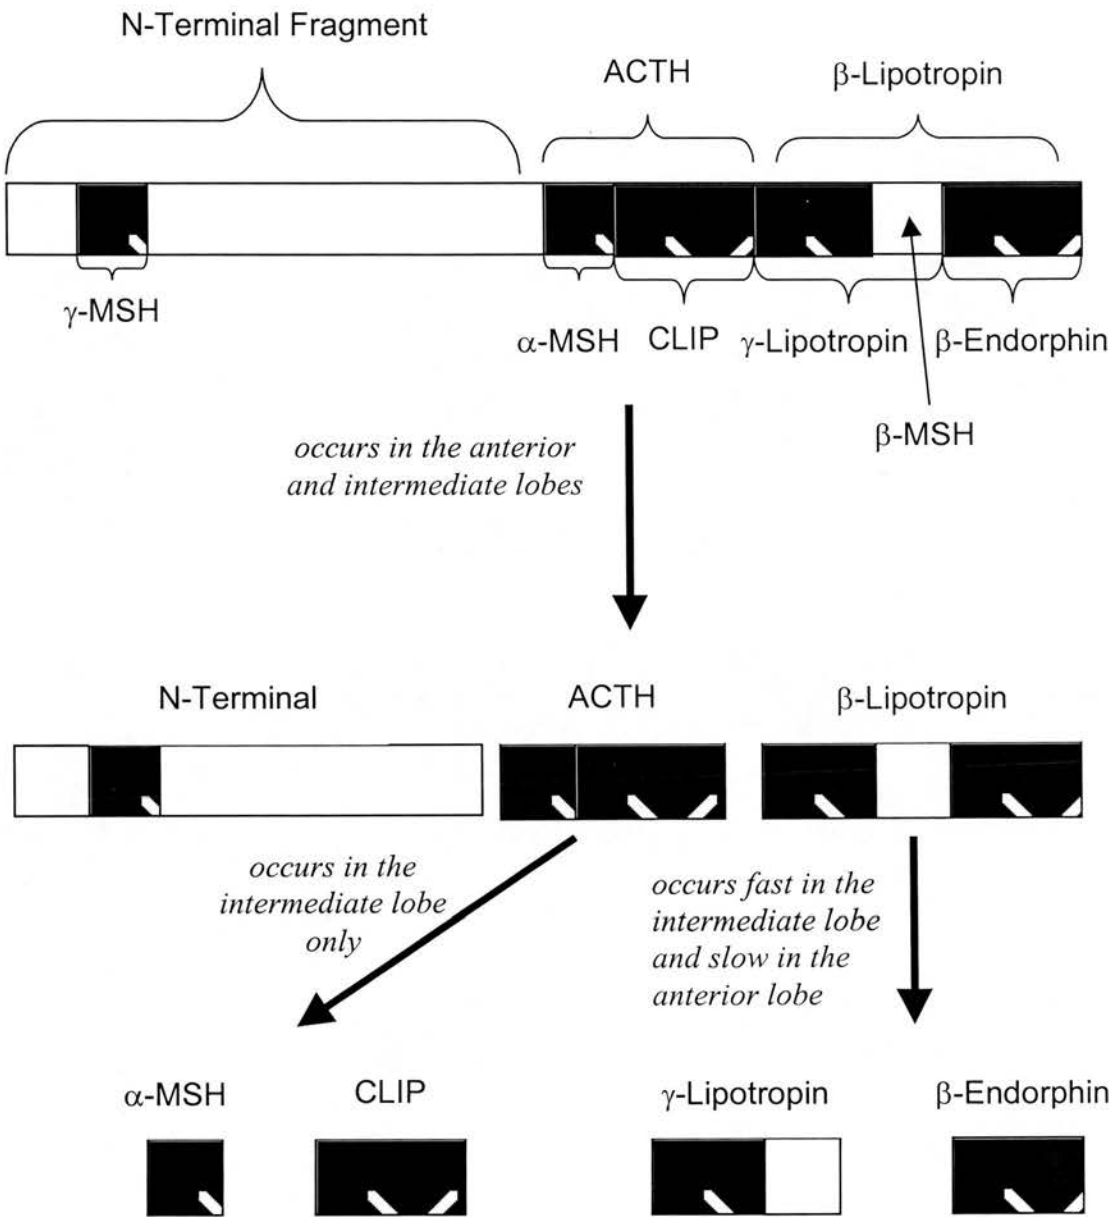 N-Terminal Fragment
ACTH
β-Lipotropin
γ-MSH
α-MSH
CLIP
γ-Lipotropin
β-Endorphin
β-MSH
occurs in the anterior
and intermediate lobes
N-Terminal
ACTH
β-Lipotropin
occurs in the
intermediate lobe
only
occurs fast in the
intermediate lobe
and slow in the
anterior lobe
α-MSH
CLIP
γ-Lipotropin
β-Endorphin